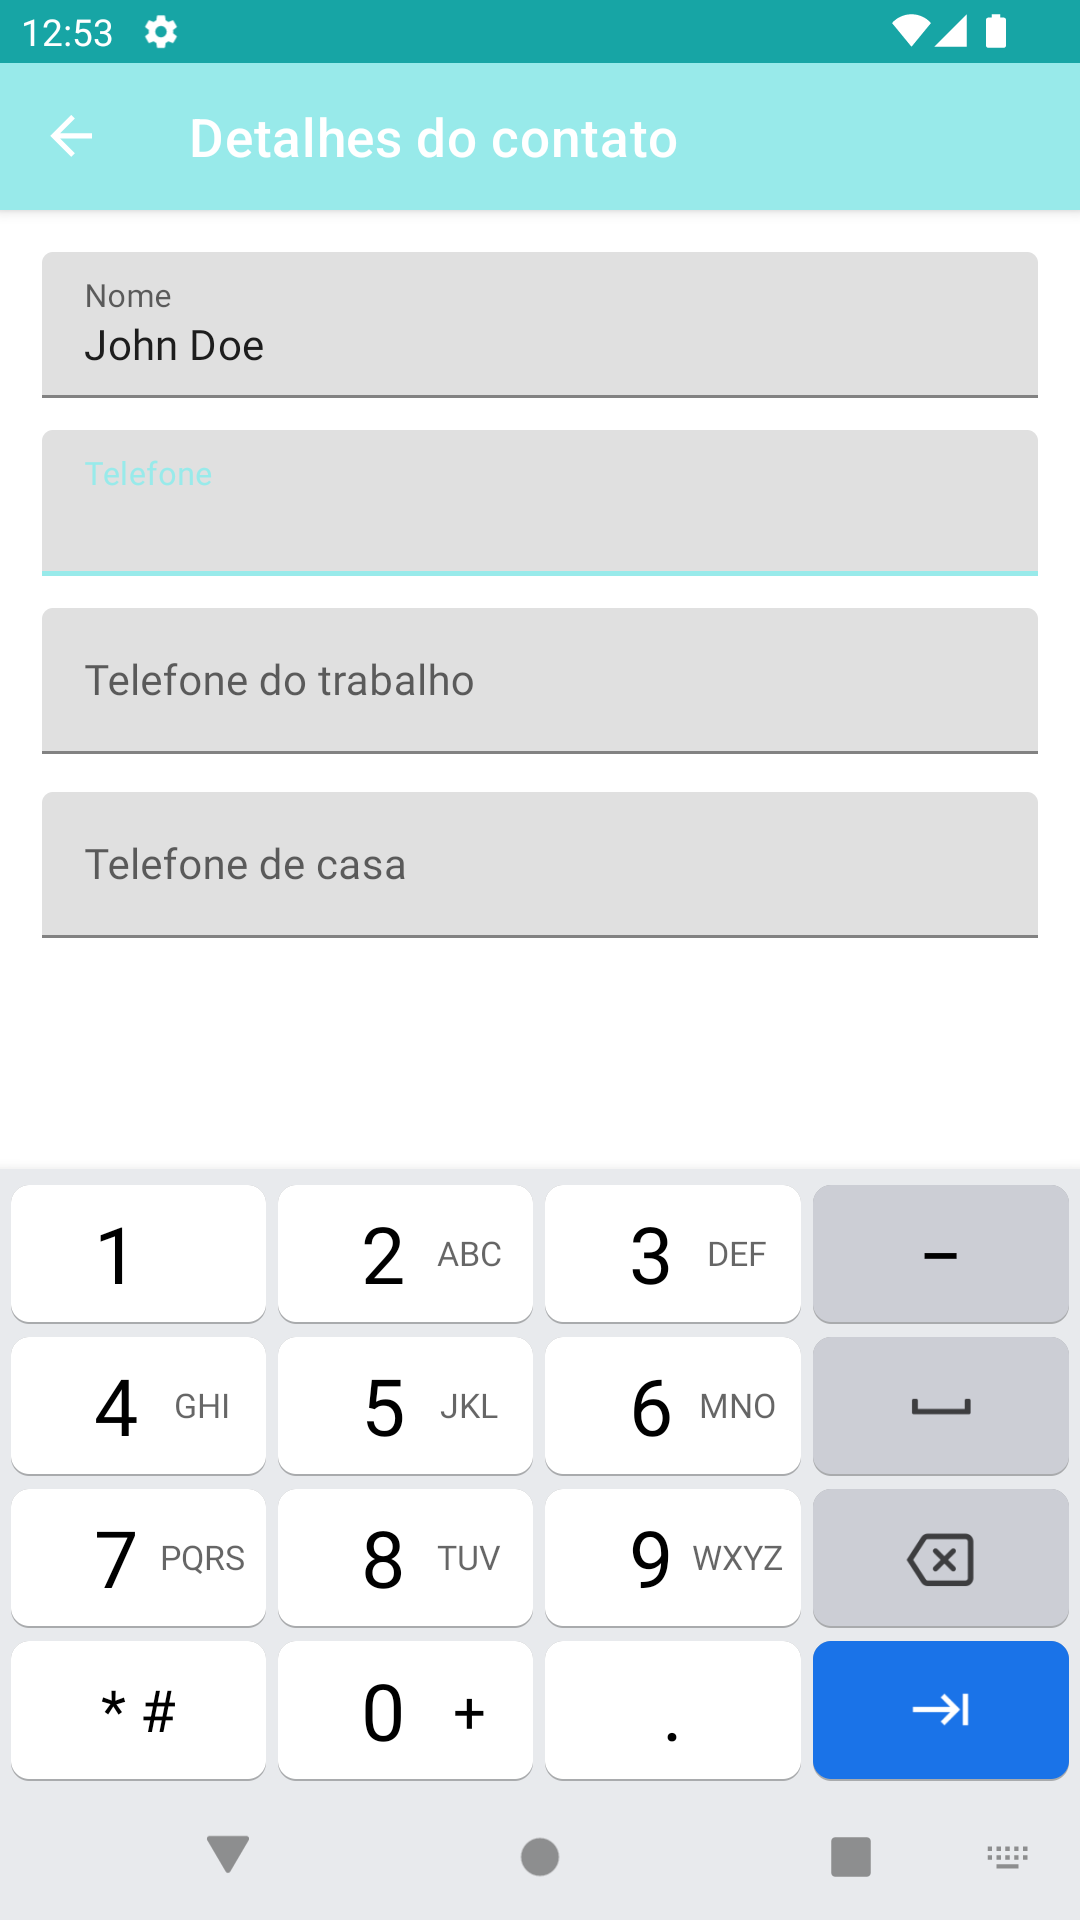 12:53
Detalhes do contato
Nome
John Doe
Telefone
Telefone do trabalho
Telefone de casa
1 2 ABC 3 DEF –
4 GHI 5 JKL 6 MNO
7 PQRS 8 TUV 9 WXYZ
* # 0 + .